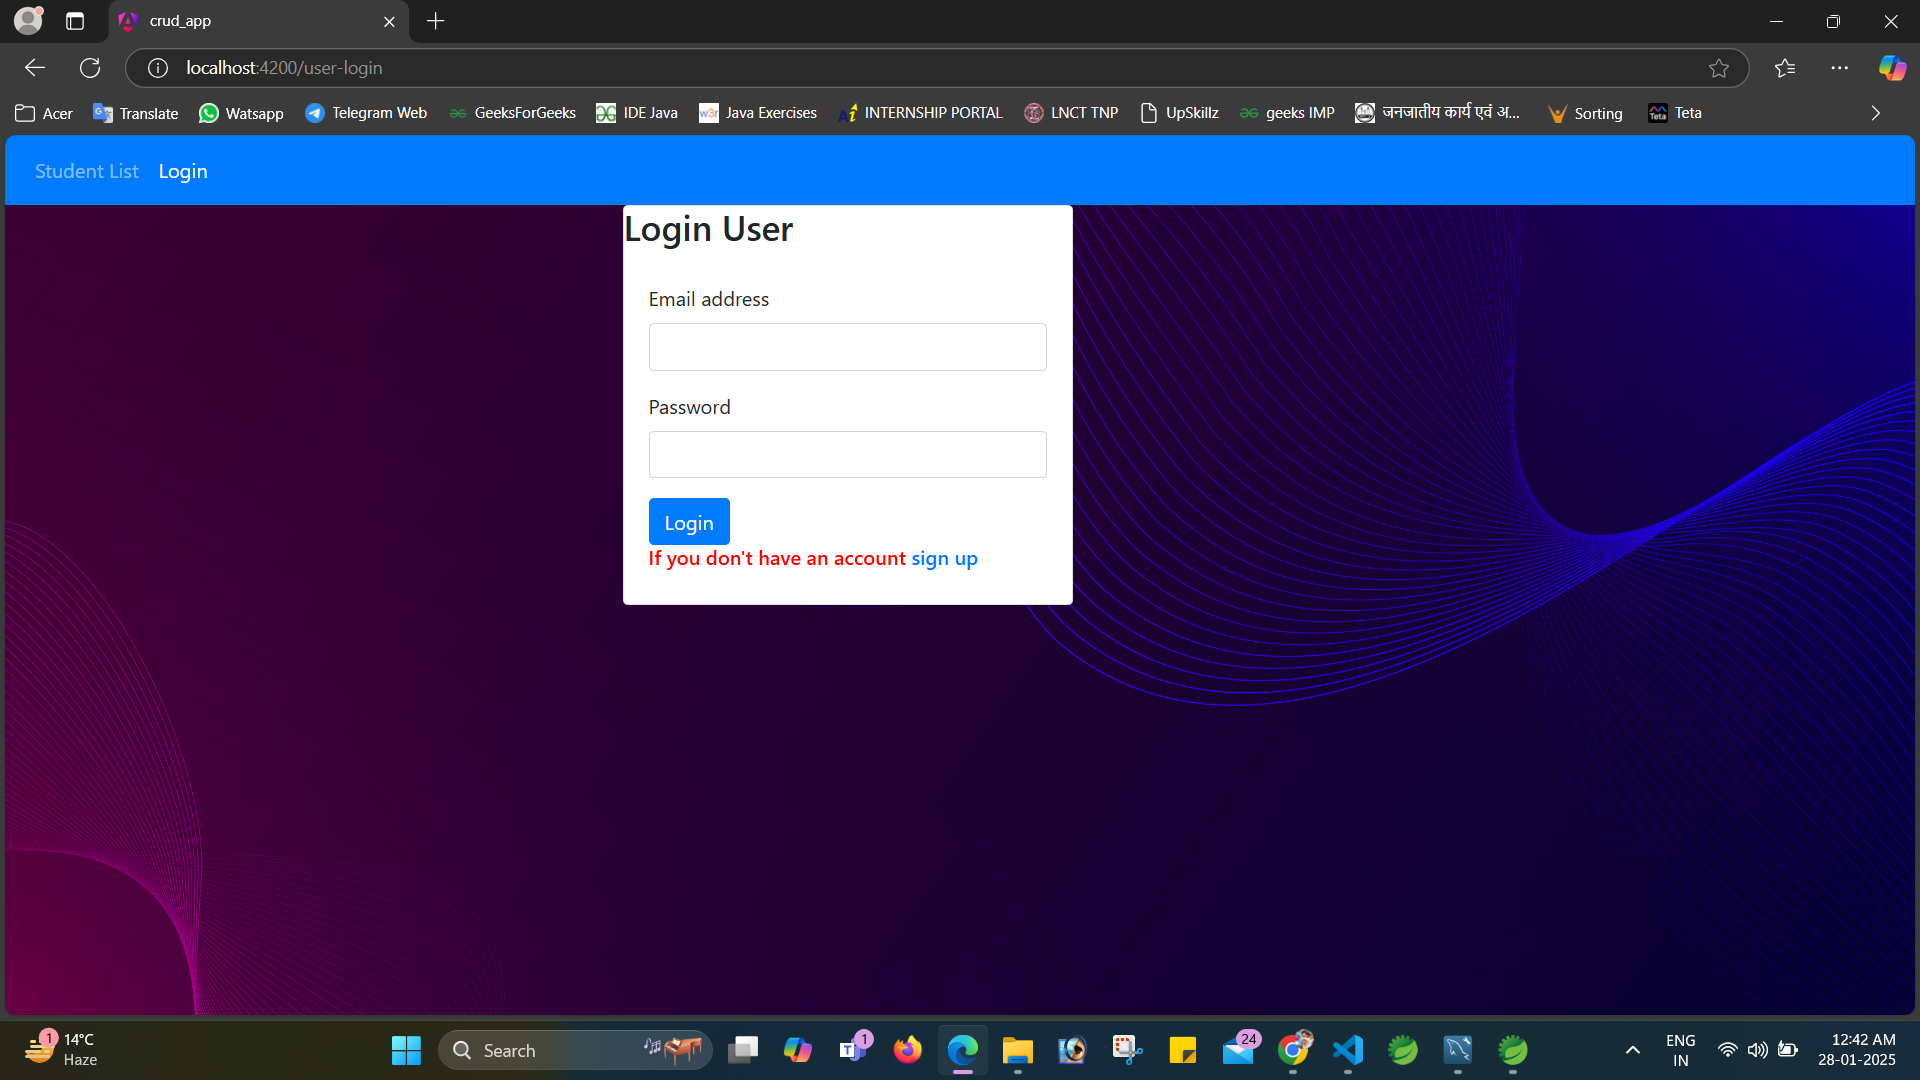 crud_app
localhost:4200/user-login
Acer Translate Watsapp Telegram Web GeeksForGeeks IDE Java Java Exercises INTERNSHIP PORTAL LNCT TNP UpSkillz geeks IMP जनजातीय कार्य एवं अ... Sorting Teta
Student List Login
Login User
Email address
Password
Login
If you don't have an account sign up
1 14°C
Haze
Search
1
24
ENG
IN
12:42 AM
28-01-2025